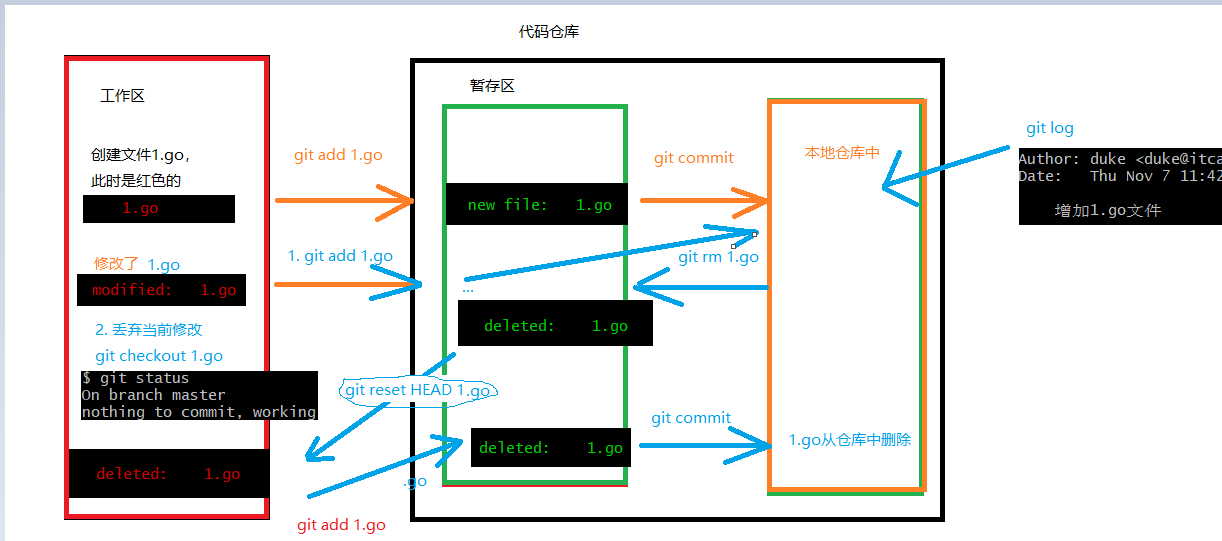 代码仓库
工作区
暂存区
创建文件1.go,
此时是红色的
1.go
git add 1.go
new file: 1.go
git commit
本地仓库中
git log
Author: duke <duke@itca
Date: Thu Nov 7 11:42
增加1.go文件
修改了 1.go
modified: 1.go
1. git add 1.go
...
git rm 1.go
deleted: 1.go
2. 丢弃当前修改
git checkout 1.go
$ git status
On branch master
nothing to commit, working
git reset HEAD 1.go
deleted: 1.go
git commit
1.go从仓库中删除
deleted: 1.go
.go
git add 1.go